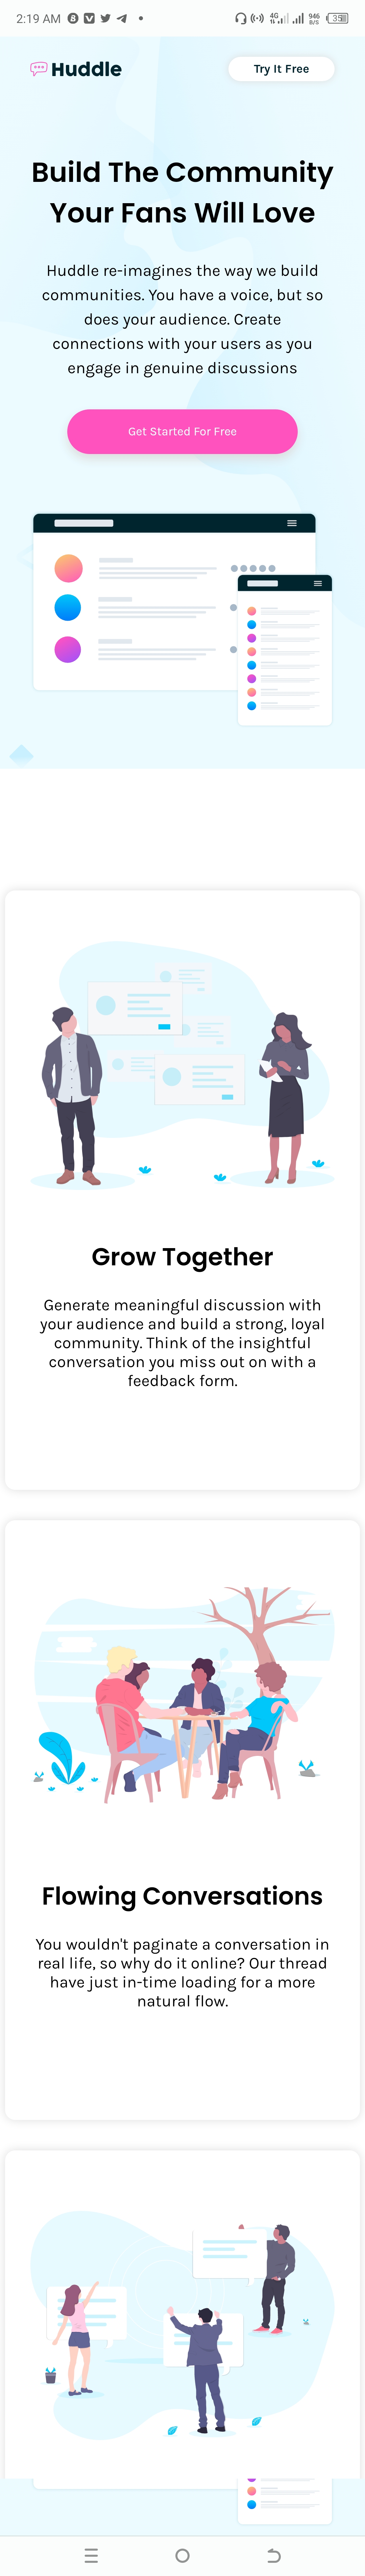 2:19 AM
4G
946
B/S
35
Huddle
Try It Free
Build The Community
Your Fans Will Love
Huddle re-imagines the way we build
communities. You have a voice, but so
does your audience. Create
connections with your users as you
engage in genuine discussions
Get Started For Free
Grow Together
Generate meaningful discussion with
your audience and build a strong, loyal
community. Think of the insightful
conversation you miss out on with a
feedback form.
Flowing Conversations
You wouldn't paginate a conversation in
real life, so why do it online? Our thread
have just in-time loading for a more
natural flow.